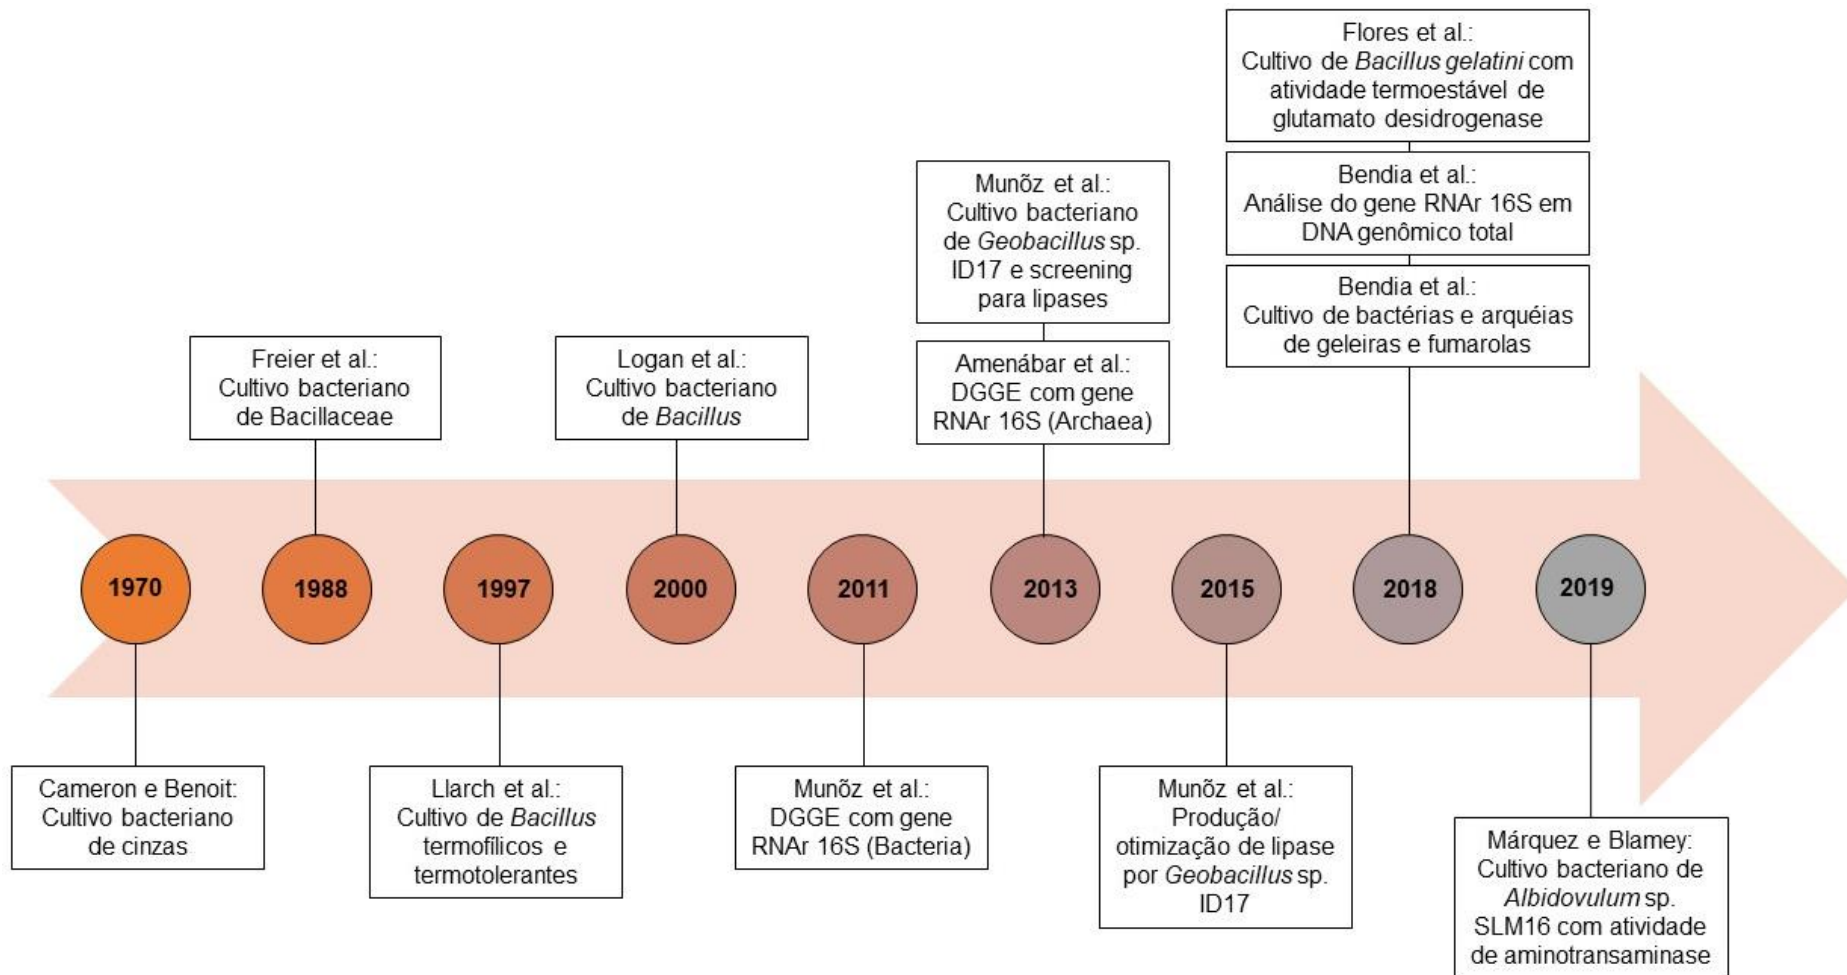 Flores et al.:
Cultivo de Bacillus gelatini com
atividade termoestável de
glutamato desidrogenase
Bendia et al.:
Análise do gene RNAr 16S em
DNA genômico total
Bendia et al.:
Cultivo de bactérias e arquéias
de geleiras e fumarolas
Munõz et al.:
Cultivo bacteriano
de Geobacillus sp.
ID17 e screening
para lipases
Amenábar et al.:
DGGE com gene
RNAr 16S (Archaea)
Freier et al.:
Cultivo bacteriano
de Bacillaceae
Logan et al.:
Cultivo bacteriano
de Bacillus
1970
1988
1997
2000
2011
2013
2015
2018
2019
Cameron e Benoit:
Cultivo bacteriano
de cinzas
Llarch et al.:
Cultivo de Bacillus
termofílicos e
termotolerantes
Munõz et al.:
DGGE com gene
RNAr 16S (Bacteria)
Munõz et al.:
Produção/
otimização de lipase
por Geobacillus sp.
ID17
Márquez e Blamey:
Cultivo bacteriano de
Albidovulum sp.
SLM16 com atividade
de aminotransaminase